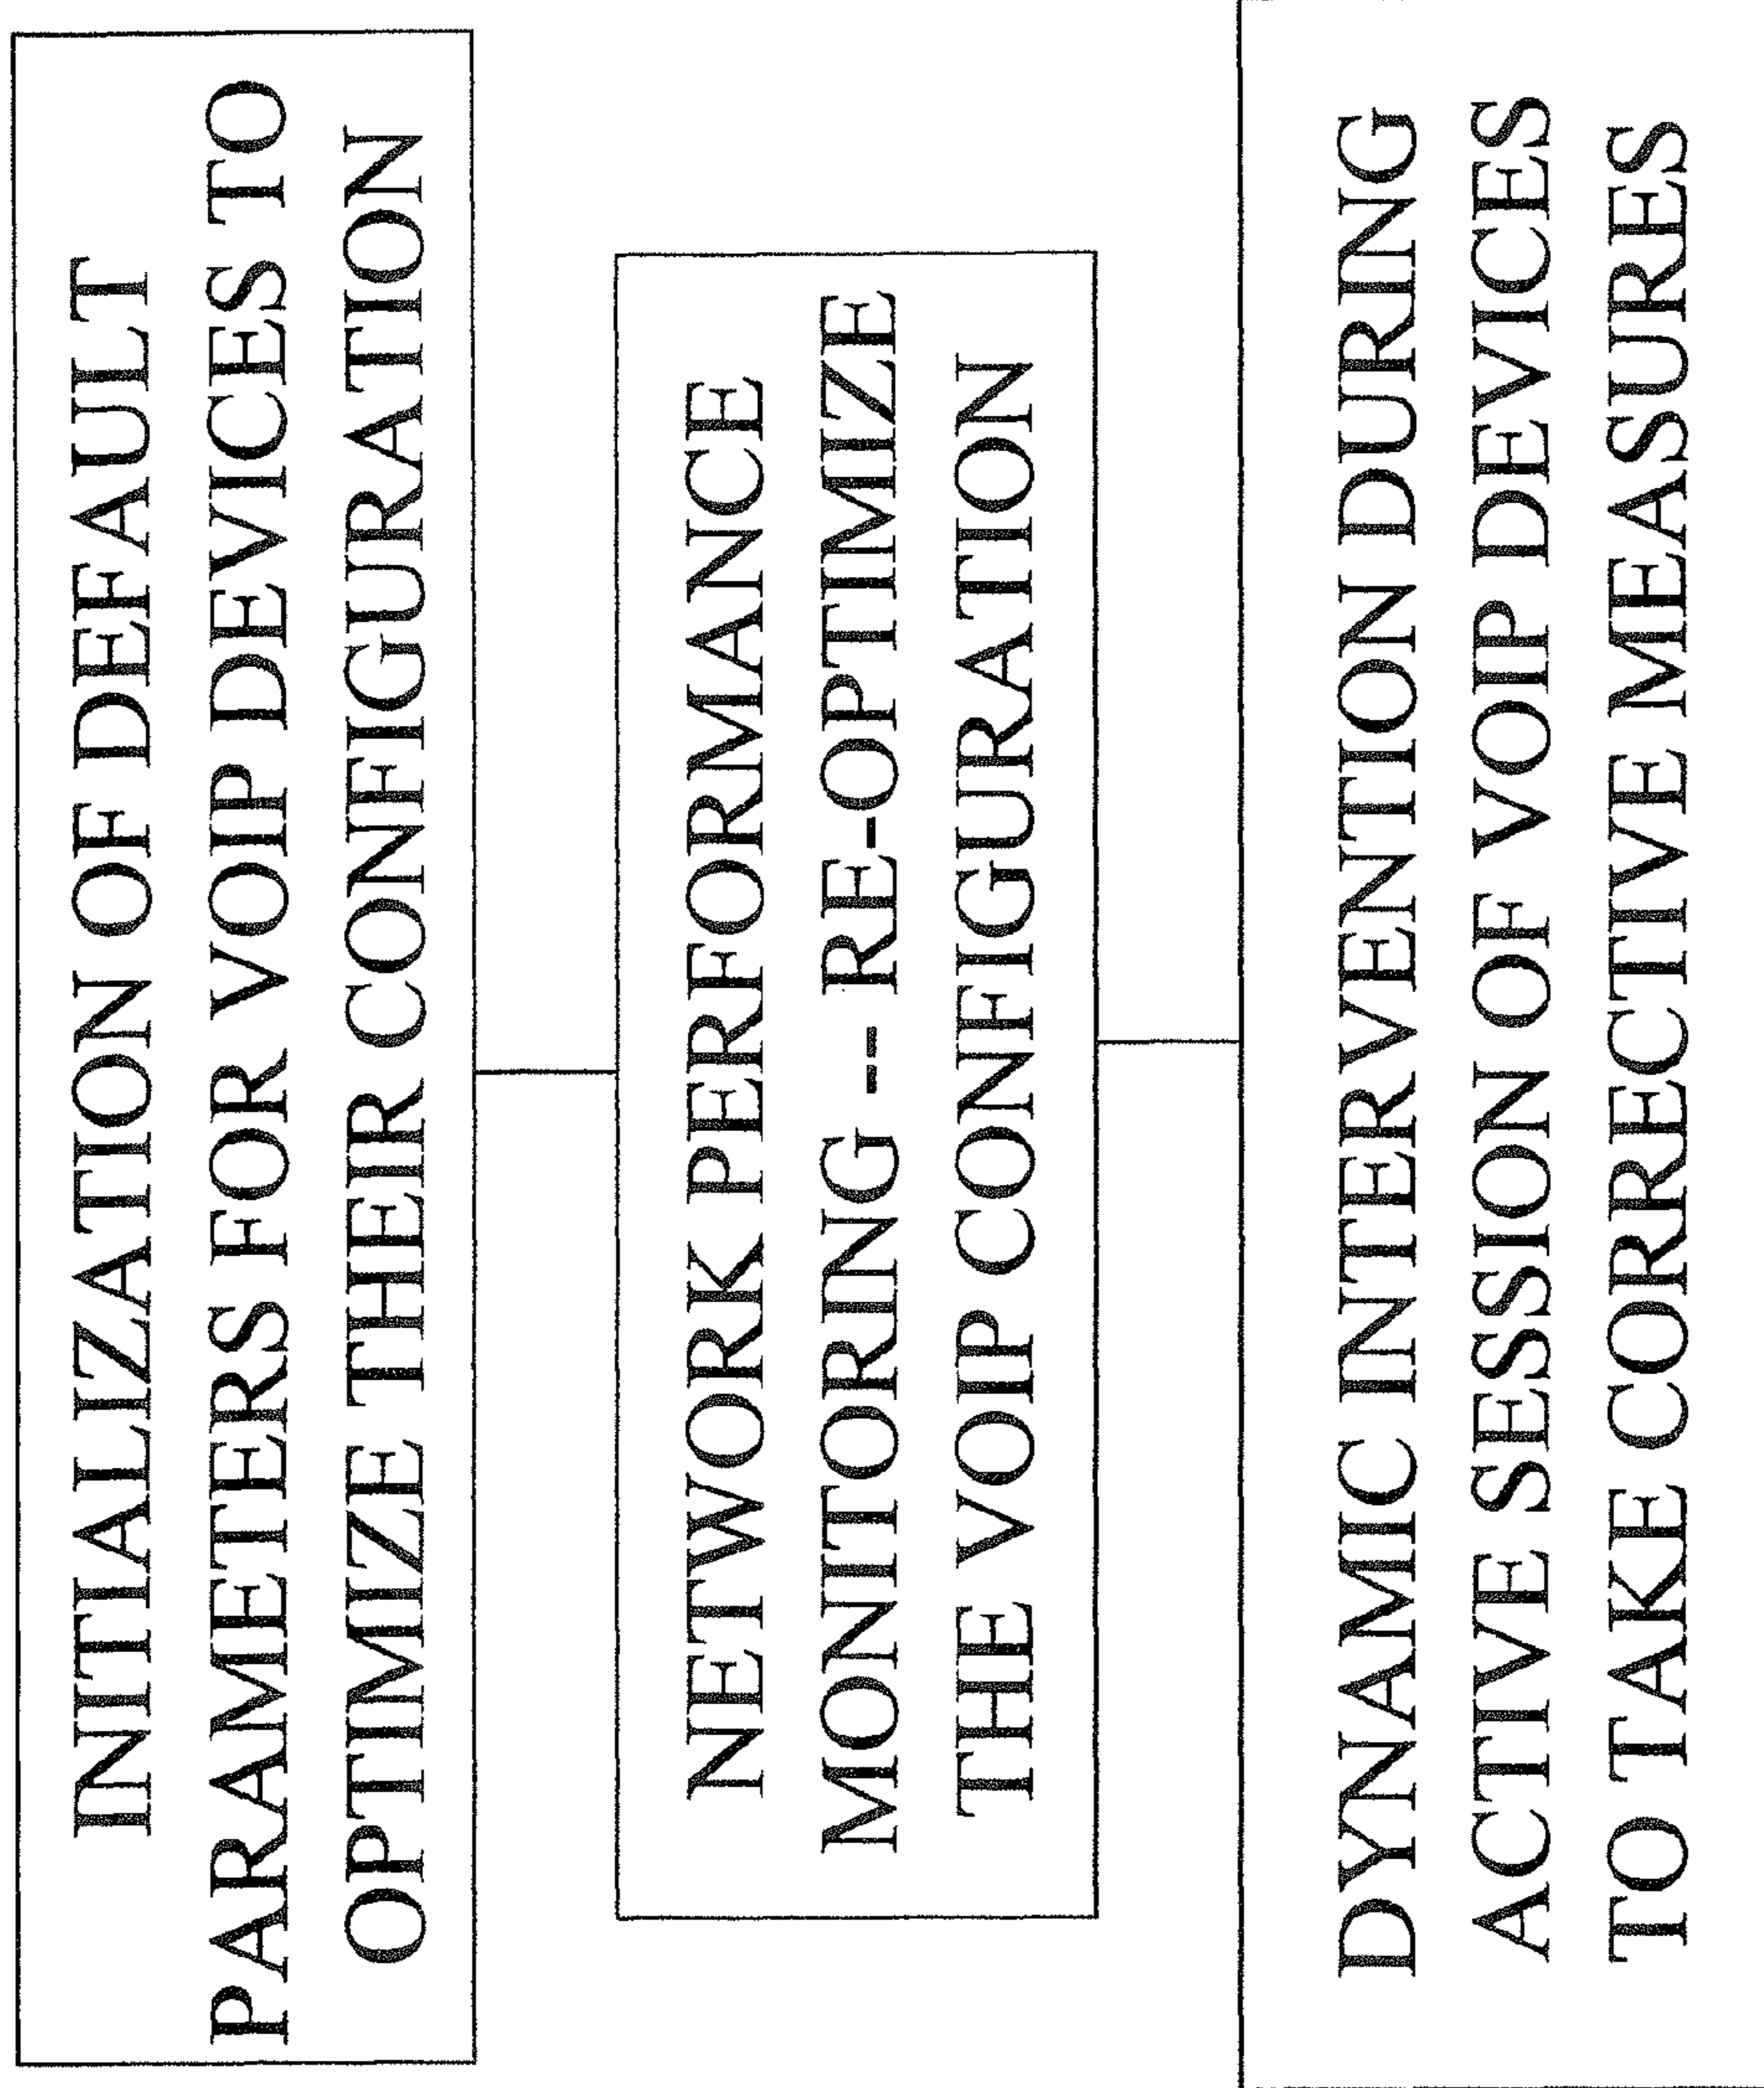 INITIALIZATION OF DEFAULT
PARAMETERS FOR VOIP DEVICES TO
OPTIMIZE THEIR CONFIGURATION
NETWORK PERFORMANCE
MONITORING -- RE-OPTIMIZE
THE VOIP CONFIGURATION
DYNAMIC INTERVENTION DURING
ACTIVE SESSION OF VOIP DEVICES
TO TAKE CORRECTIVE MEASURES